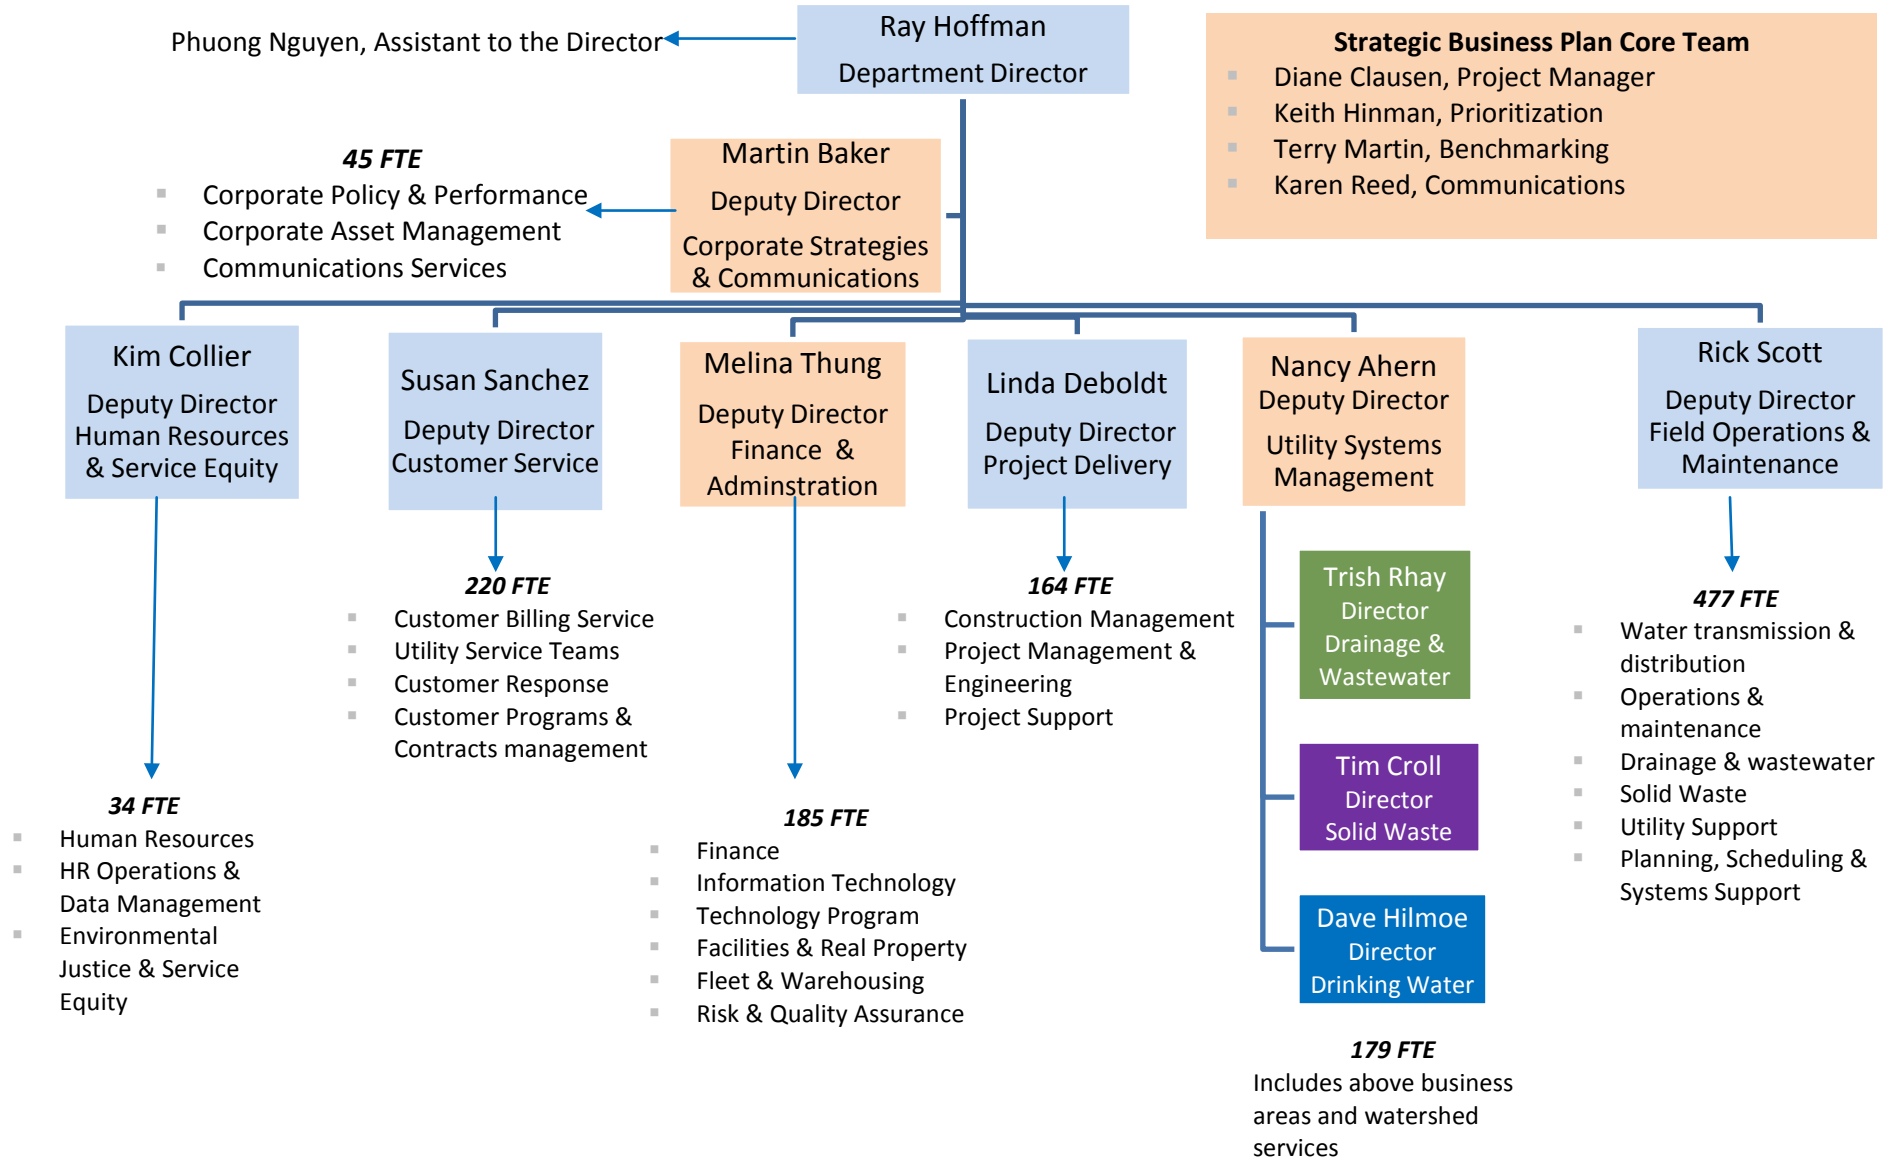 Ray Hoffman
Department Director
Phuong Nguyen, Assistant to the Director
Strategic Business Plan Core Team
Diane Clausen, Project Manager
Keith Hinman, Prioritization
Terry Martin, Benchmarking
Karen Reed, Communications
45 FTE
Corporate Policy & Performance
Corporate Asset Management
Communications Services
Martin Baker
Deputy Director
Corporate Strategies
& Communications
Kim Collier
Deputy Director
Human Resources
& Service Equity
Susan Sanchez
Deputy Director
Customer Service
Melina Thung
Deputy Director
Finance &
Adminstration
Linda Deboldt
Deputy Director
Project Delivery
Nancy Ahern
Deputy Director
Utility Systems
Management
Rick Scott
Deputy Director
Field Operations &
Maintenance
34 FTE
Human Resources
HR Operations &
Data Management
Environmental
Justice & Service
Equity
220 FTE
Customer Billing Service
Utility Service Teams
Customer Response
Customer Programs &
Contracts management
185 FTE
Finance
Information Technology
Technology Program
Facilities & Real Property
Fleet & Warehousing
Risk & Quality Assurance
164 FTE
Construction Management
Project Management &
Engineering
Project Support
Trish Rhay
Director
Drainage &
Wastewater
Tim Croll
Director
Solid Waste
Dave Hilmoe
Director
Drinking Water
179 FTE
Includes above business
areas and watershed
services
477 FTE
Water transmission &
distribution
Operations &
maintenance
Drainage & wastewater
Solid Waste
Utility Support
Planning, Scheduling &
Systems Support